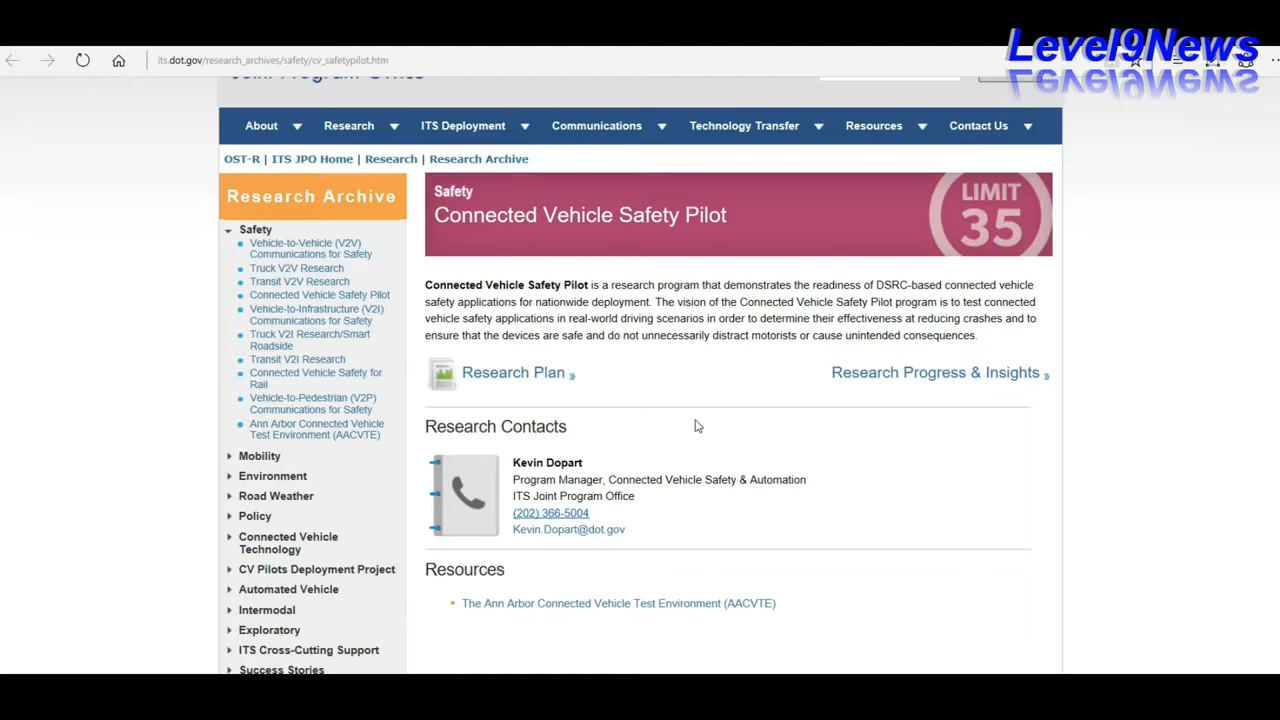 Level9News
its.dot.gov/research_archives/safety/cv_safetypilot.htm
Joint Program Office
About
Research
ITS Deployment
Communications
Technology Transfer
Resources
Contact Us
OST-R | ITS JPO Home | Research | Research Archive
Research Archive
Safety
Vehicle-to-Vehicle (V2V)
Communications for Safety
Truck V2V Research
Transit V2V Research
Connected Vehicle Safety Pilot
Vehicle-to-Infrastructure (V2I)
Communications for Safety
Truck V2I Research/Smart
Roadside
Transit V2I Research
Connected Vehicle Safety for
Rail
Vehicle-to-Pedestrian (V2P)
Communications for Safety
Ann Arbor Connected Vehicle
Test Environment (AACVTE)
Mobility
Environment
Road Weather
Policy
Connected Vehicle
Technology
CV Pilots Deployment Project
Automated Vehicle
Intermodal
Exploratory
ITS Cross-Cutting Support
Success Stories
Safety
Connected Vehicle Safety Pilot
LIMIT
35
Connected Vehicle Safety Pilot is a research program that demonstrates the readiness of DSRC-based connected vehicle
safety applications for nationwide deployment. The vision of the Connected Vehicle Safety Pilot program is to test connected
vehicle safety applications in real-world driving scenarios in order to determine their effectiveness at reducing crashes and to
ensure that the devices are safe and do not unnecessarily distract motorists or cause unintended consequences.
Research Plan »
Research Progress & Insights »
Research Contacts
Kevin Dopart
Program Manager, Connected Vehicle Safety & Automation
ITS Joint Program Office
(202) 366-5004
Kevin.Dopart@dot.gov
Resources
The Ann Arbor Connected Vehicle Test Environment (AACVTE)